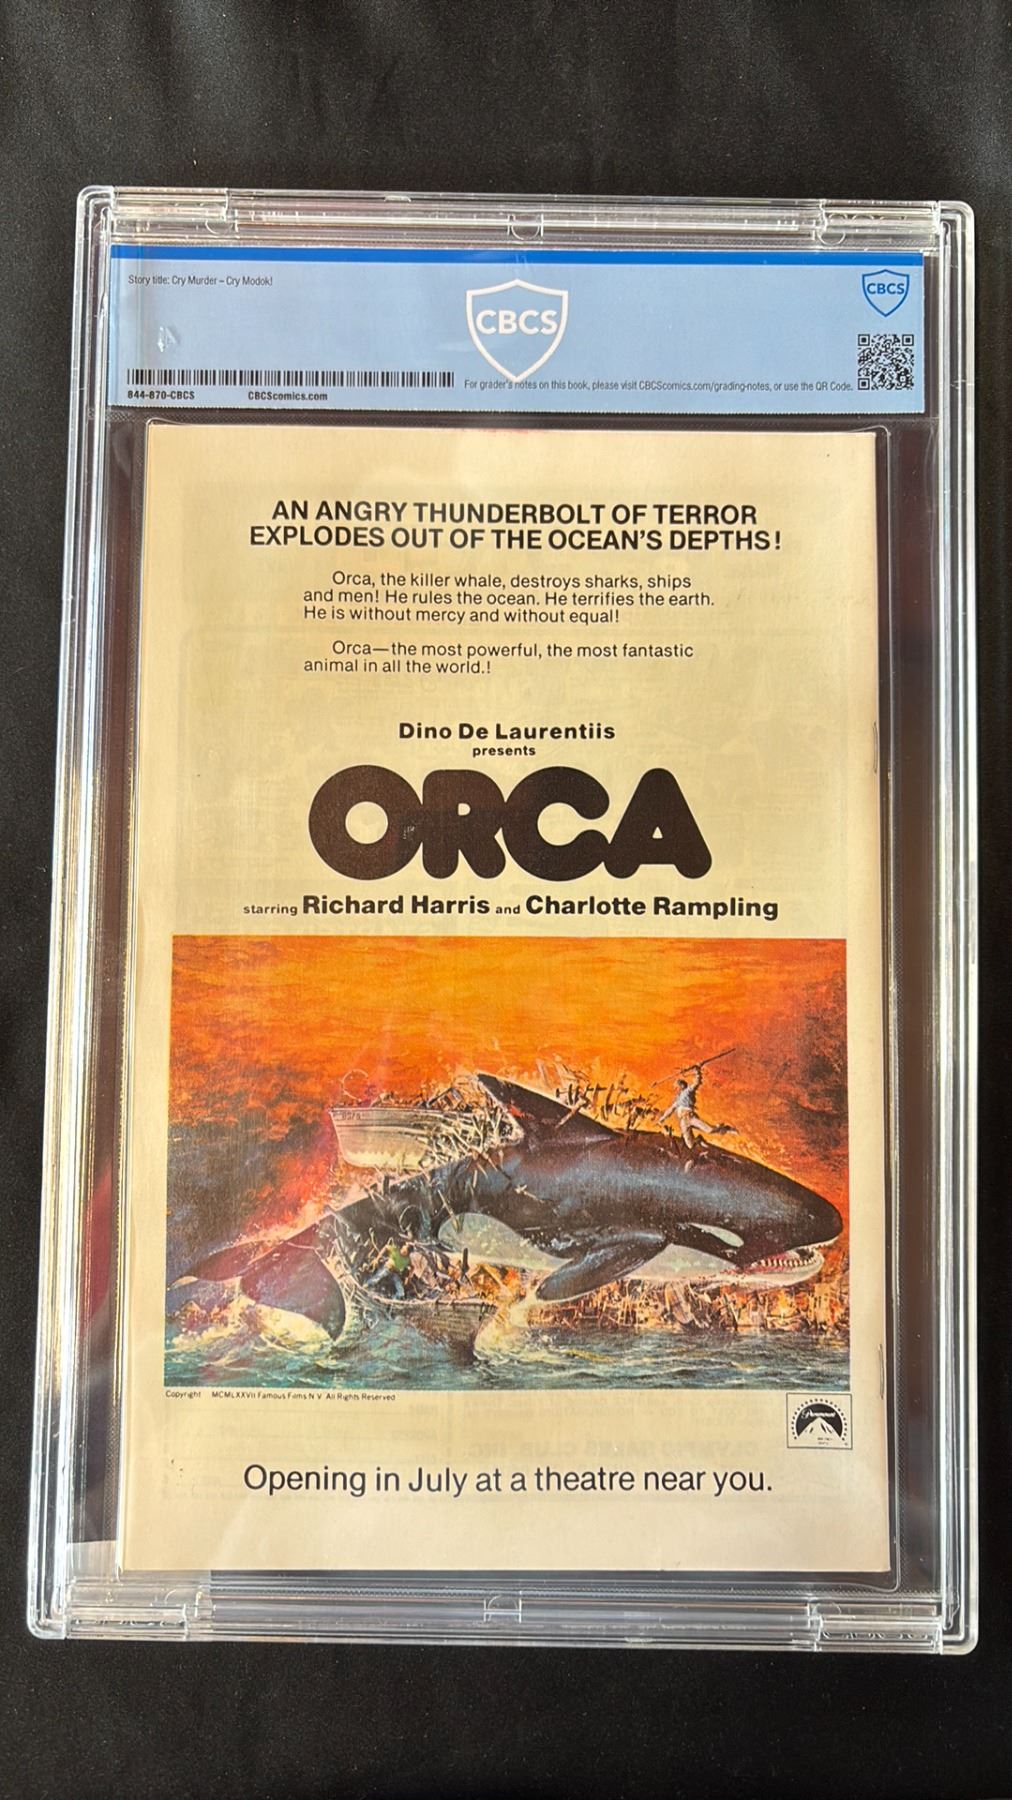 Story title: Cry Murder – Cry Modok!
CBCS
CBCS
844-870-CBCS
CBCScomics.com
For grader's notes on this book, please visit CBCScomics.com/grading-notes, or use the QR Code.
AN ANGRY THUNDERBOLT OF TERROR
EXPLODES OUT OF THE OCEAN'S DEPTHS!
Orca, the killer whale, destroys sharks, ships
and men! He rules the ocean. He terrifies the earth.
He is without mercy and without equal!
Orca—the most powerful, the most fantastic
animal in all the world.!
Dino De Laurentiis
presents
ORCA
starring Richard Harris and Charlotte Rampling
Copyright MCMLXXVII Famous Films N V All Rights Reserved
Paramount
Opening in July at a theatre near you.